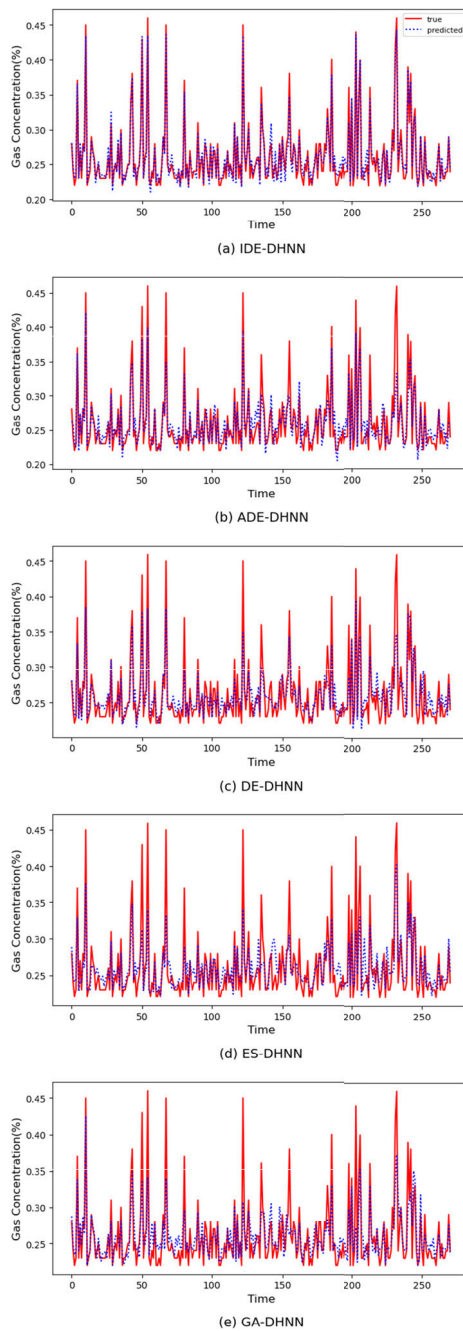 true
predicted
0.45
0.40
0.35
0.30
0.25
0.20
Gas Concentration(%)
0 50 100 150 200 250
Time
(a) IDE-DHNN
0.45
0.40
0.35
0.30
0.25
0.20
Gas Concentration(%)
0 50 100 150 200 250
Time
(b) ADE-DHNN
0.45
0.40
0.35
0.30
0.25
Gas Concentration(%)
0 50 100 150 200 250
Time
(c) DE-DHNN
0.45
0.40
0.35
0.30
0.25
Gas Concentration(%)
0 50 100 150 200 250
Time
(d) ES-DHNN
0.45
0.40
0.35
0.30
0.25
Gas Concentration(%)
0 50 100 150 200 250
Time
(e) GA-DHNN